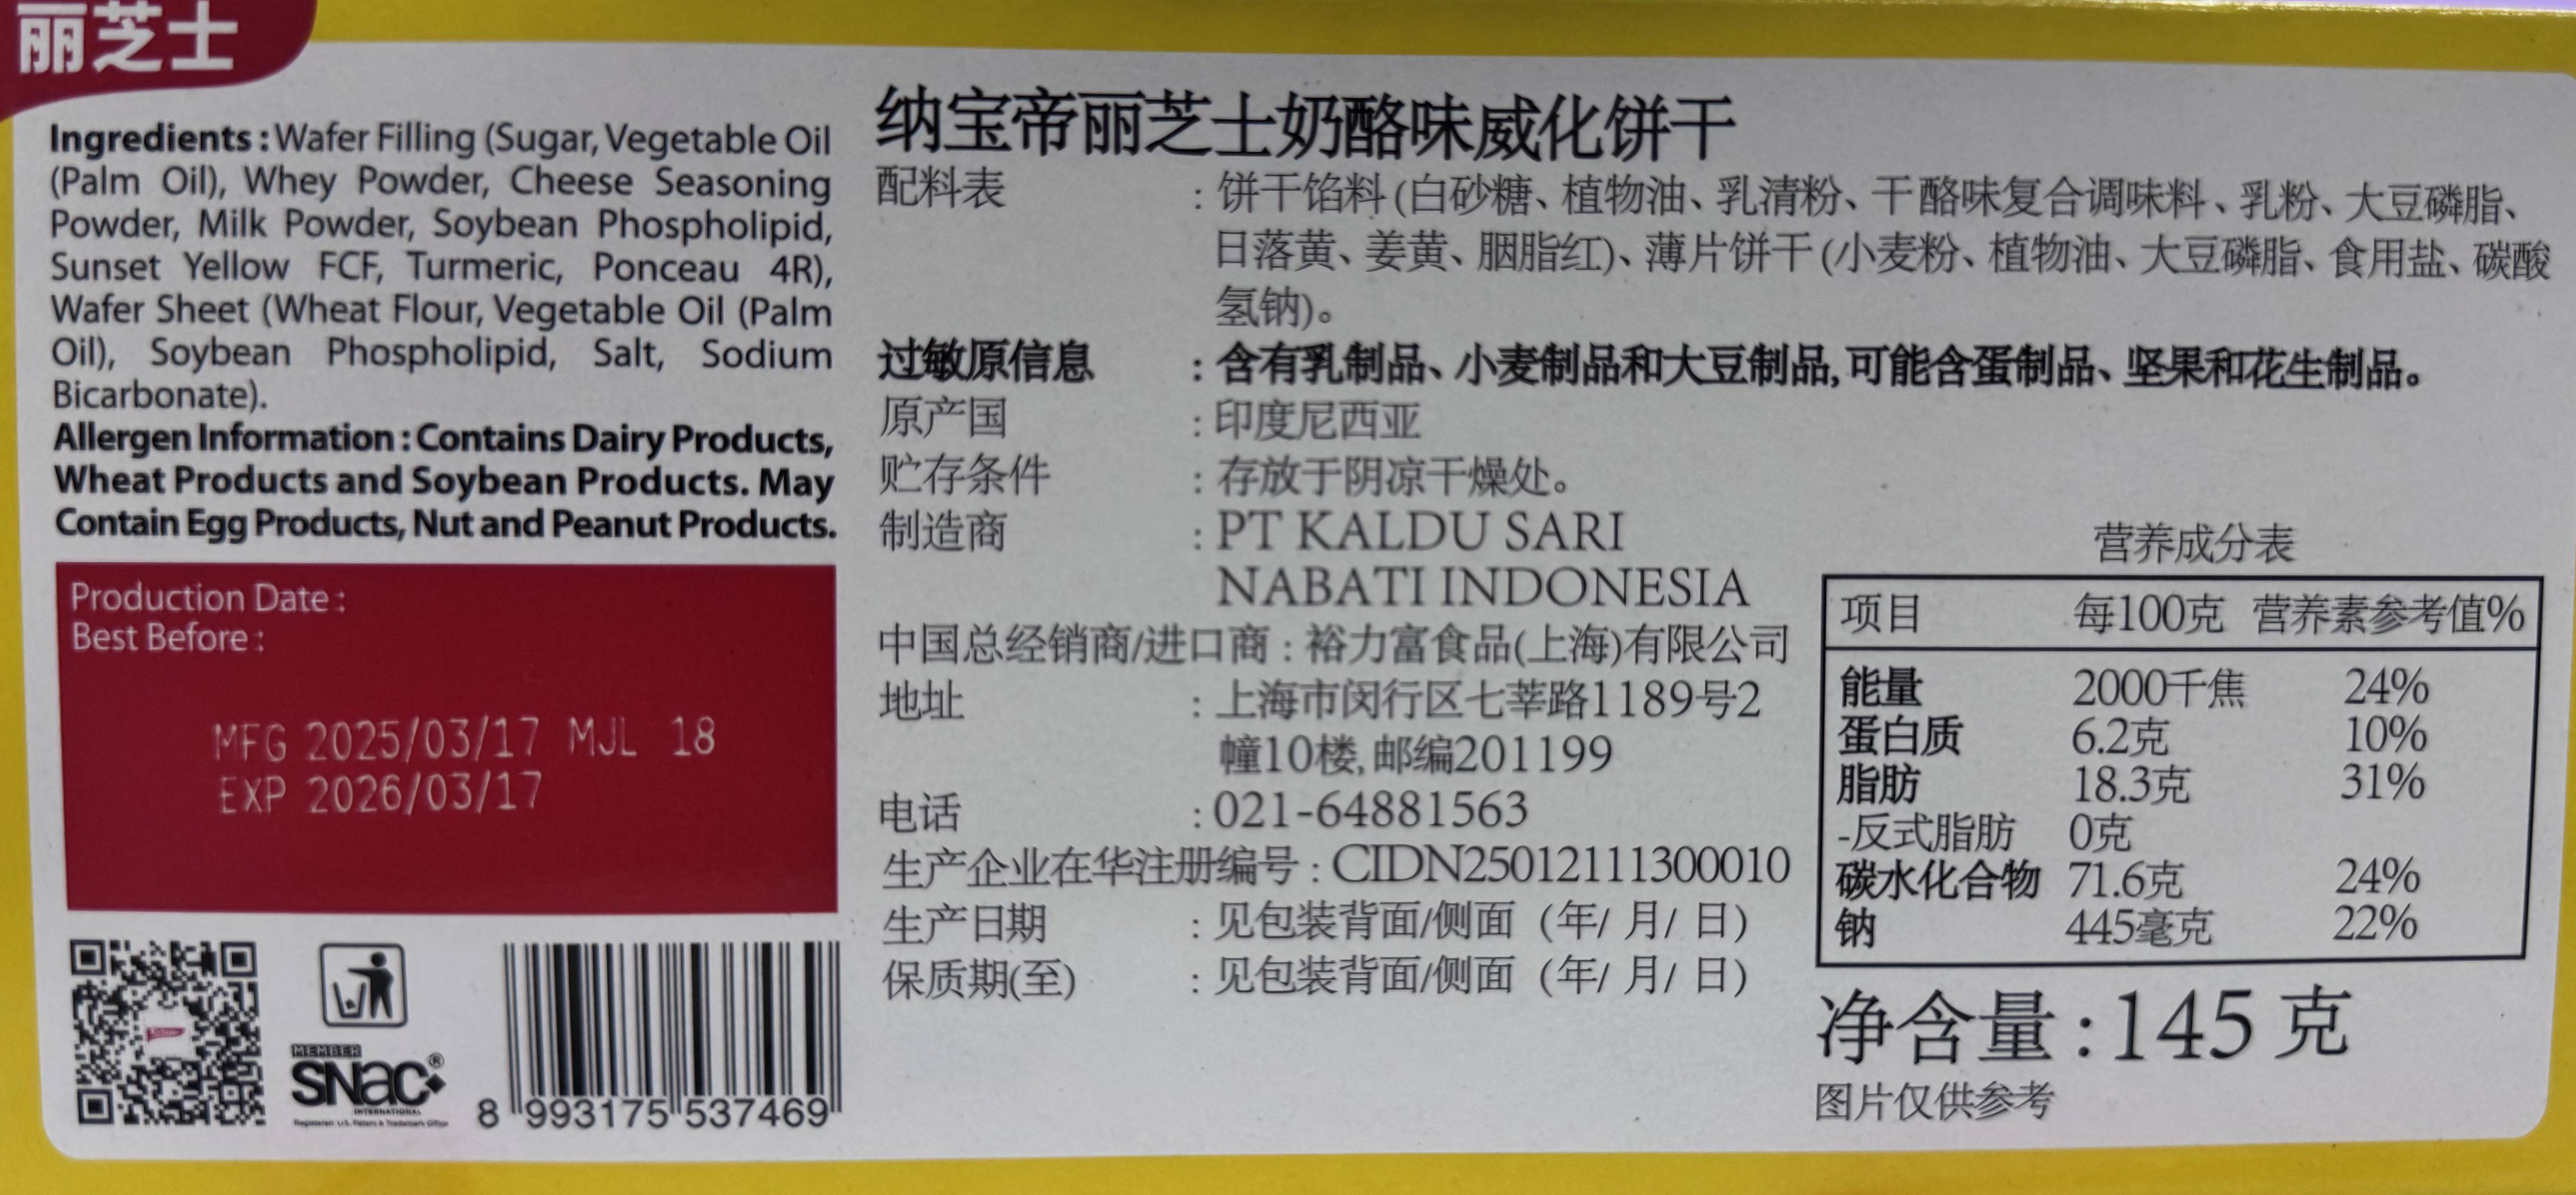 丽芝士
Ingredients : Wafer Filling (Sugar, Vegetable Oil
(Palm Oil), Whey Powder, Cheese Seasoning
Powder, Milk Powder, Soybean Phospholipid,
Sunset Yellow FCF, Turmeric, Ponceau 4R),
Wafer Sheet (Wheat Flour, Vegetable Oil (Palm
Oil), Soybean Phospholipid, Salt, Sodium
Bicarbonate).
Allergen Information : Contains Dairy Products,
Wheat Products and Soybean Products. May
Contain Egg Products, Nut and Peanut Products.
Production Date :
Best Before :
MFG 2025/03/17 MJL 18
EXP 2026/03/17
MEMBER
SNAC®
INTERNATIONAL
Registered U.S. Patent & Trademark Office
8 993175 537469
纳宝帝丽芝士奶酪味威化饼干
配料表 : 饼干馅料 (白砂糖、植物油、乳清粉、干酪味复合调味料、乳粉、大豆磷脂、
日落黄、姜黄、胭脂红)、薄片饼干 (小麦粉、植物油、大豆磷脂、食用盐、碳酸
氢钠)。
过敏原信息 : 含有乳制品、小麦制品和大豆制品, 可能含蛋制品、坚果和花生制品。
原产国 : 印度尼西亚
贮存条件 : 存放于阴凉干燥处。
制造商 : PT KALDU SARI
NABATI INDONESIA
中国总经销商/进口商 : 裕力富食品(上海)有限公司
地址 : 上海市闵行区七莘路1189号2
幢10楼, 邮编201199
电话 : 021-64881563
生产企业在华注册编号 : CIDN25012111300010
生产日期 : 见包装背面/侧面 (年/ 月/ 日)
保质期(至) : 见包装背面/侧面 (年/ 月/ 日)
营养成分表
项目 每100克 营养素参考值%
能量 2000千焦 24%
蛋白质 6.2克 10%
脂肪 18.3克 31%
-反式脂肪 0克
碳水化合物 71.6克 24%
钠 445毫克 22%
净含量 : 145 克
图片仅供参考